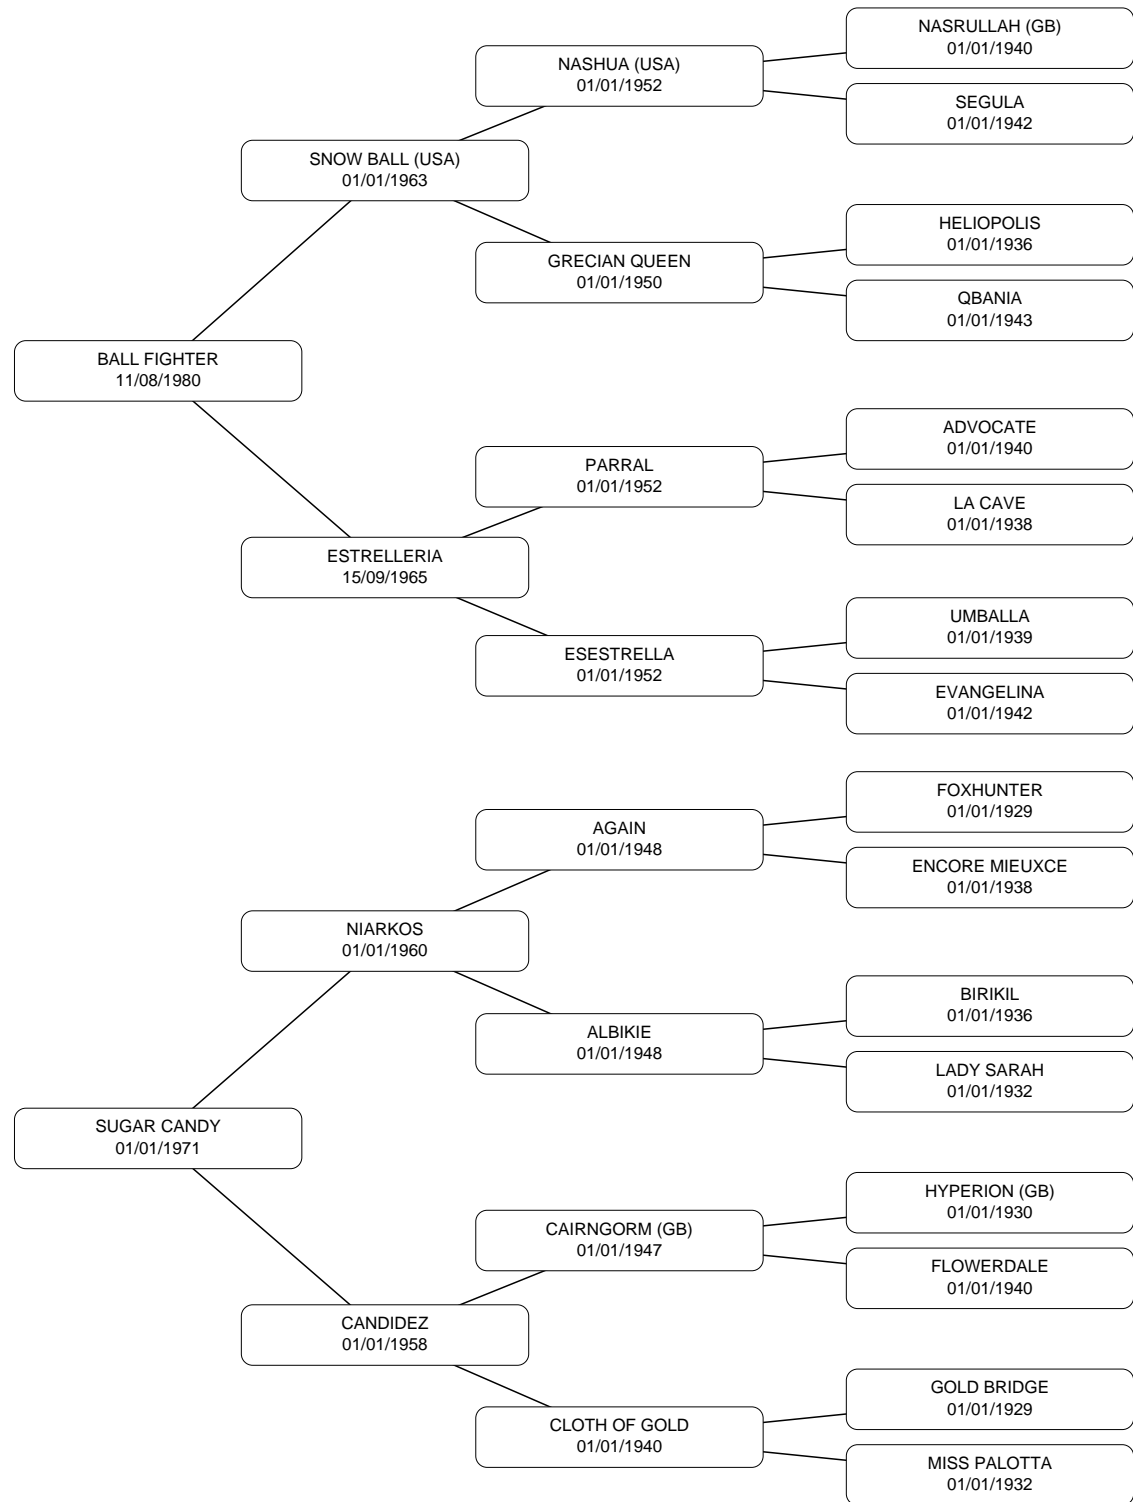 NASRULLAH (GB)
01/01/1940
NASHUA (USA)
01/01/1952
SEGULA
01/01/1942
SNOW BALL (USA)
01/01/1963
HELIOPOLIS
01/01/1936
GRECIAN QUEEN
01/01/1950
QBANIA
01/01/1943
BALL FIGHTER
11/08/1980
ADVOCATE
01/01/1940
PARRAL
01/01/1952
LA CAVE
01/01/1938
ESTRELLERIA
15/09/1965
UMBALLA
01/01/1939
ESESTRELLA
01/01/1952
EVANGELINA
01/01/1942
FOXHUNTER
01/01/1929
AGAIN
01/01/1948
ENCORE MIEUXCE
01/01/1938
NIARKOS
01/01/1960
BIRIKIL
01/01/1936
ALBIKIE
01/01/1948
LADY SARAH
01/01/1932
SUGAR CANDY
01/01/1971
HYPERION (GB)
01/01/1930
CAIRNGORM (GB)
01/01/1947
FLOWERDALE
01/01/1940
CANDIDEZ
01/01/1958
GOLD BRIDGE
01/01/1929
CLOTH OF GOLD
01/01/1940
MISS PALOTTA
01/01/1932